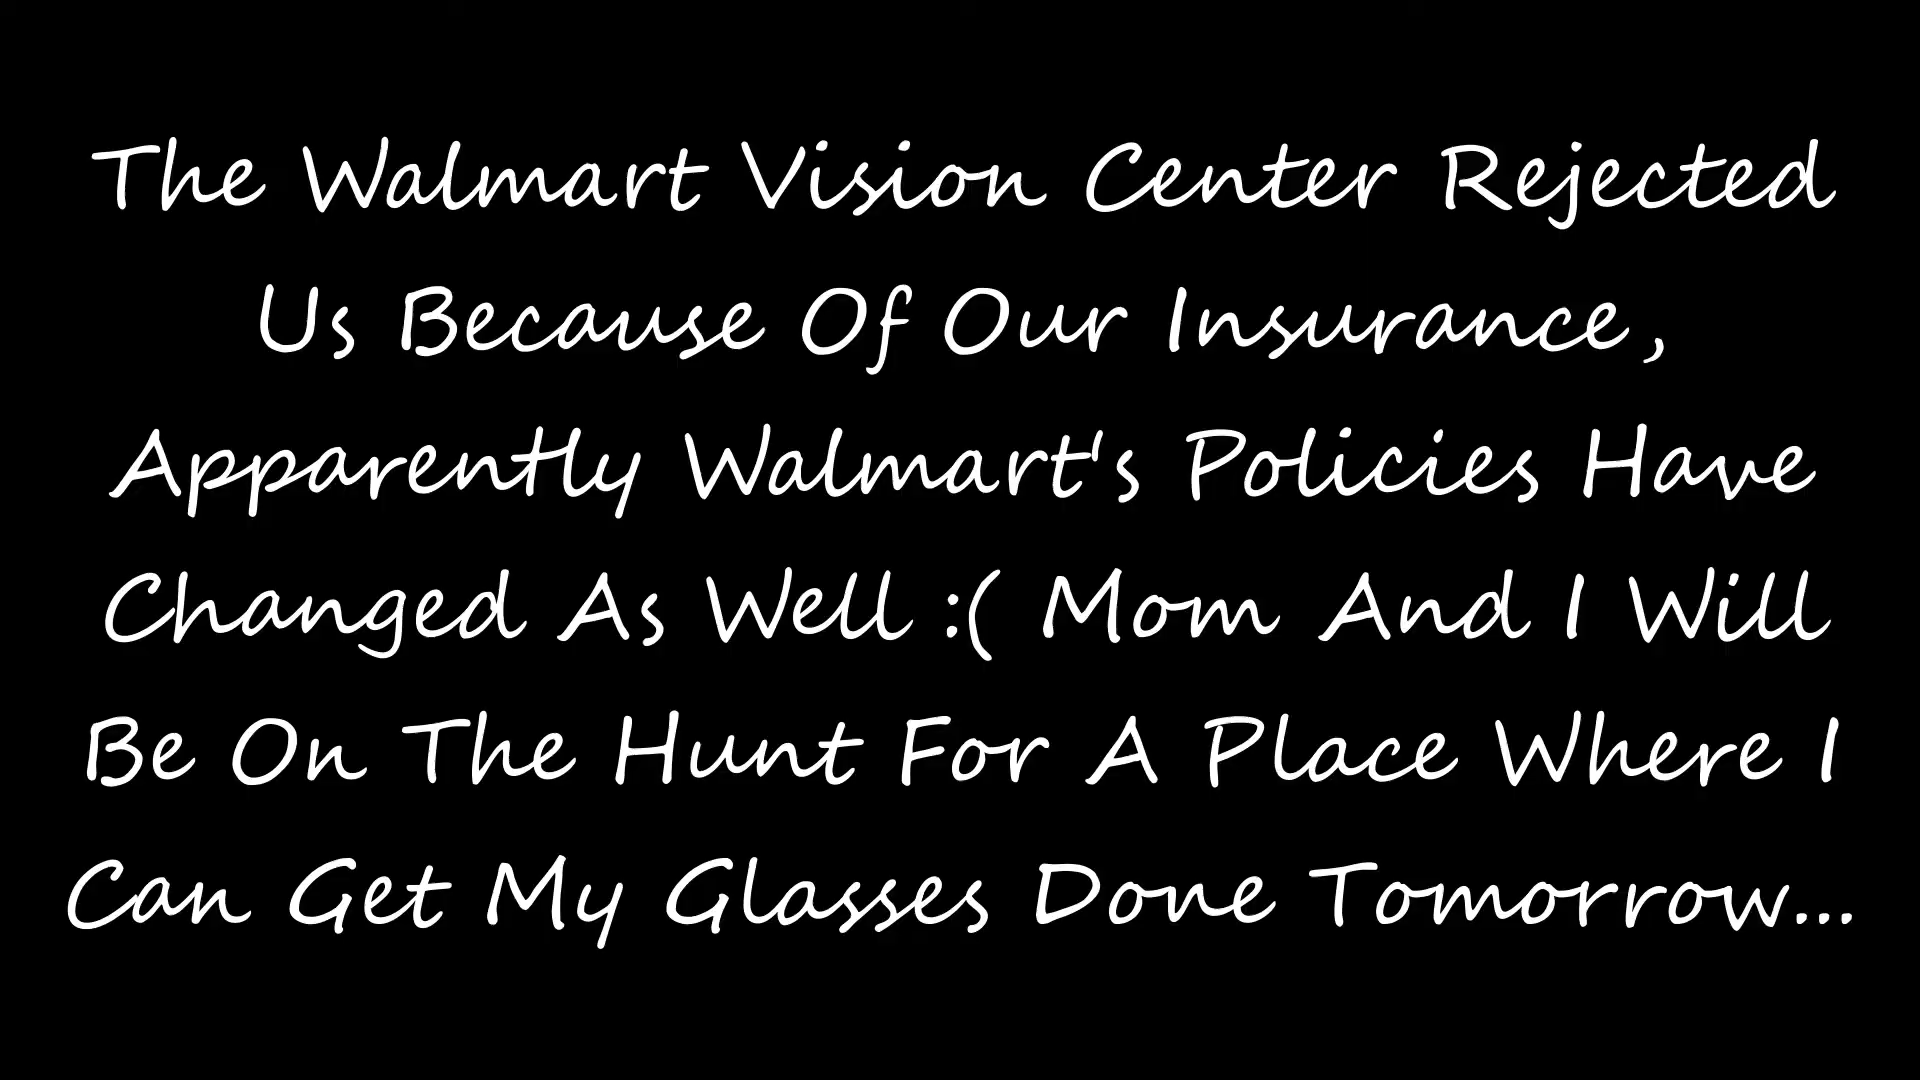 The Walmart Vision Center Rejected
Us Because Of Our Insurance,
Apparently Walmart's Policies Have
Changed As Well :( Mom And I Will
Be On The Hunt For A Place Where I
Can Get My Glasses Done Tomorrow...